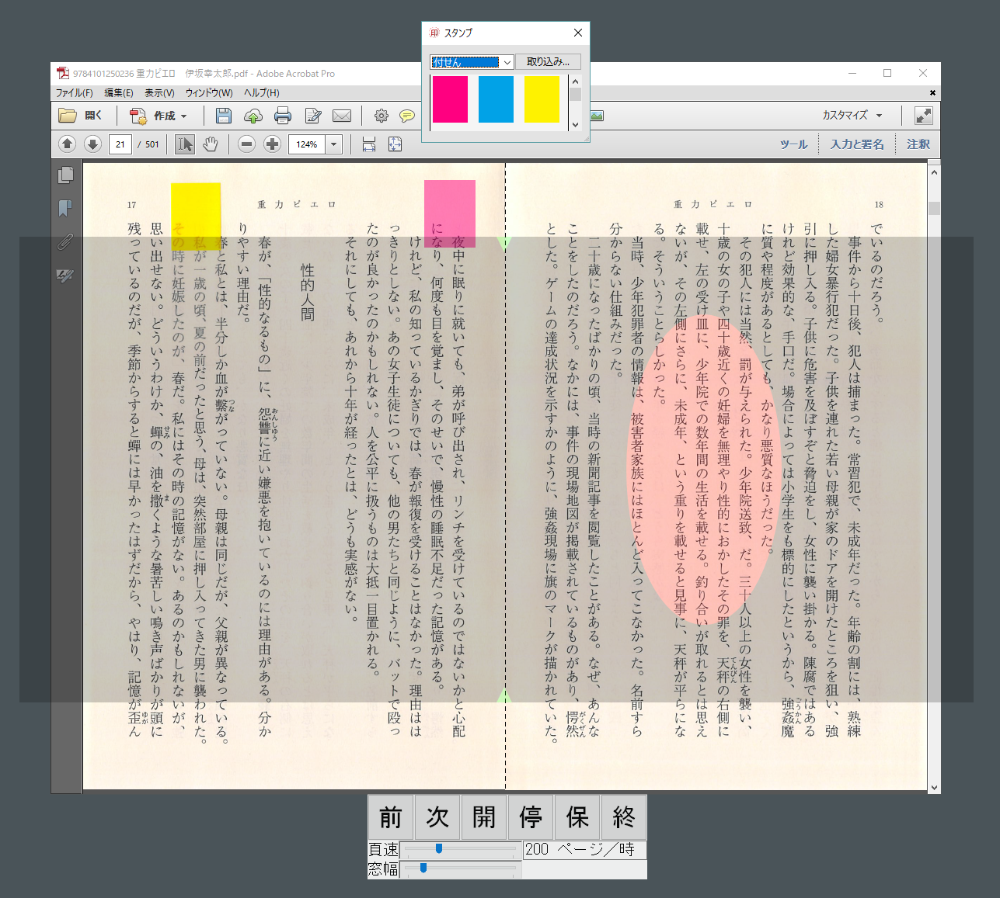 スタンプ
付せん
取り込み...
9784101250236 重力ピエロ　伊坂幸太郎.pdf - Adobe Acrobat Pro
ファイル(F) 編集(E) 表示(V) ウィンドウ(W) ヘルプ(H)
開く 作成 カスタマイズ
21 / 501 124% ツール 入力と署名 注釈
17
重力ピエロ
夜中に眠りに就いても、弟が呼び出され、リンチを受けているのではないかと心配
になり、何度も目を覚まし、そのせいで、慢性の睡眠不足だった記憶がある。
けれど、私の知っているかぎりでは、春が報復を受けることはなかった。理由はは
っきりとしない。あの女子生徒についても、他の男たちと同じように、バットで殴っ
たのが良かったのかもしれない。人を公平に扱うものは大抵一目置かれる。
それにしても、あれから十年が経ったとは、どうも実感がない。
性的人間
おんしゅう
春が、「性的なるもの」に、怨讐に近い嫌悪を抱いているのには理由がある。分か
りやすい理由だ。
つな
春と私とは、半分しか血が繫がっていない。母親は同じだが、父親が異なっている。
私が一歳の頃、夏の前だったと思う、母は、突然部屋に押し入ってきた男に襲われた。
その時に妊娠したのが、春だ。私にはその時の記憶がない。あるのかもしれないが、
せみ ま
思い出せない。どういうわけか、蟬の、油を撒くような暑苦しい鳴き声ばかりが頭に
ゆが
残っているのだが、季節からすると蟬には早かったはずだから、やはり、記憶が歪ん
重力ピエロ
18
でいるのだろう。
事件から十日後、犯人は捕まった。常習犯で、未成年だった。年齢の割には、熟練
した婦女暴行犯だった。子供を連れた若い母親が家のドアを開けたところを狙い、強
引に押し入る。子供に危害を及ぼすぞと脅迫をし、女性に襲い掛かる。陳腐ではある
ごうかん
けれど効果的な、手口だ。場合によっては小学生をも標的にしたというから、強姦魔
に質や程度があるとしても、かなり悪質なほうだった。
その犯人には当然、罰が与えられた。少年院送致、だ。三十人以上の女性を襲い、
てんびん
十歳の女の子や四十歳近くの妊婦を無理やり性的におかしたその罪を、天秤の右側に
載せ、左の受け皿に、少年院での数年間の生活を載せる。釣り合いが取れるとは思え
ないが、その左側にさらに、未成年、という重りを載せると見事に、天秤が平らにな
る。そういうことらしかった。
当時、少年犯罪者の情報は、被害者家族にはほとんど入ってこなかった。名前すら
分からない仕組みだった。
二十歳になったばかりの頃、当時の新聞記事を閲覧したことがある。なぜ、あんな
がくぜん
ことをしたのだろう。なかには、事件の現場地図が掲載されているものがあり、愕然
とした。ゲームの達成状況を示すかのように、強姦現場に旗のマークが描かれていた。
前 次 開 停 保 終
頁速 200 ページ／時
窓幅